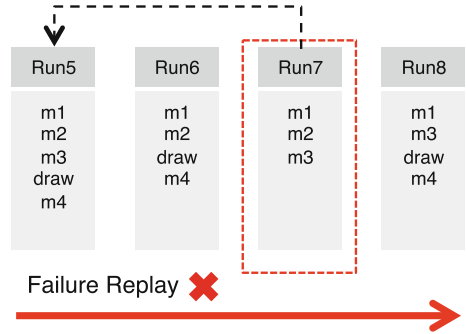 Run5
m1
m2
m3
draw
m4
Run6
m1
m2
draw
m4
Run7
m1
m2
m3
Run8
m1
m3
draw
m4
Failure Replay